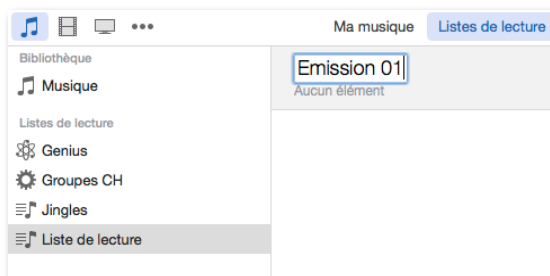 Ma musique Listes de lecture
Bibliothèque
Musique
Listes de lecture
Genius
Groupes CH
Jingles
Liste de lecture
Emission 01
Aucun élément